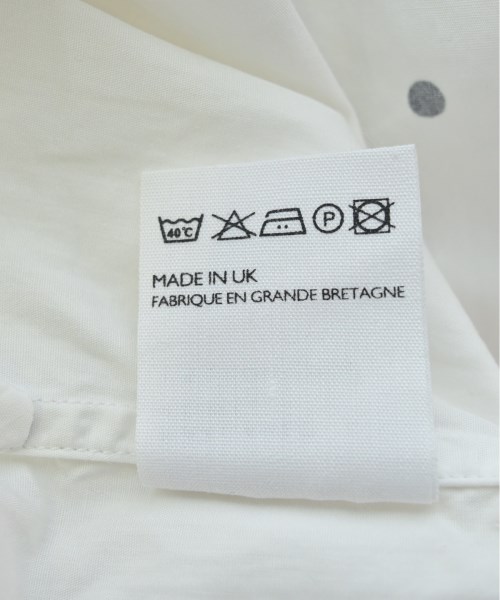 40°C P
MADE IN UK
FABRIQUE EN GRANDE BRETAGNE